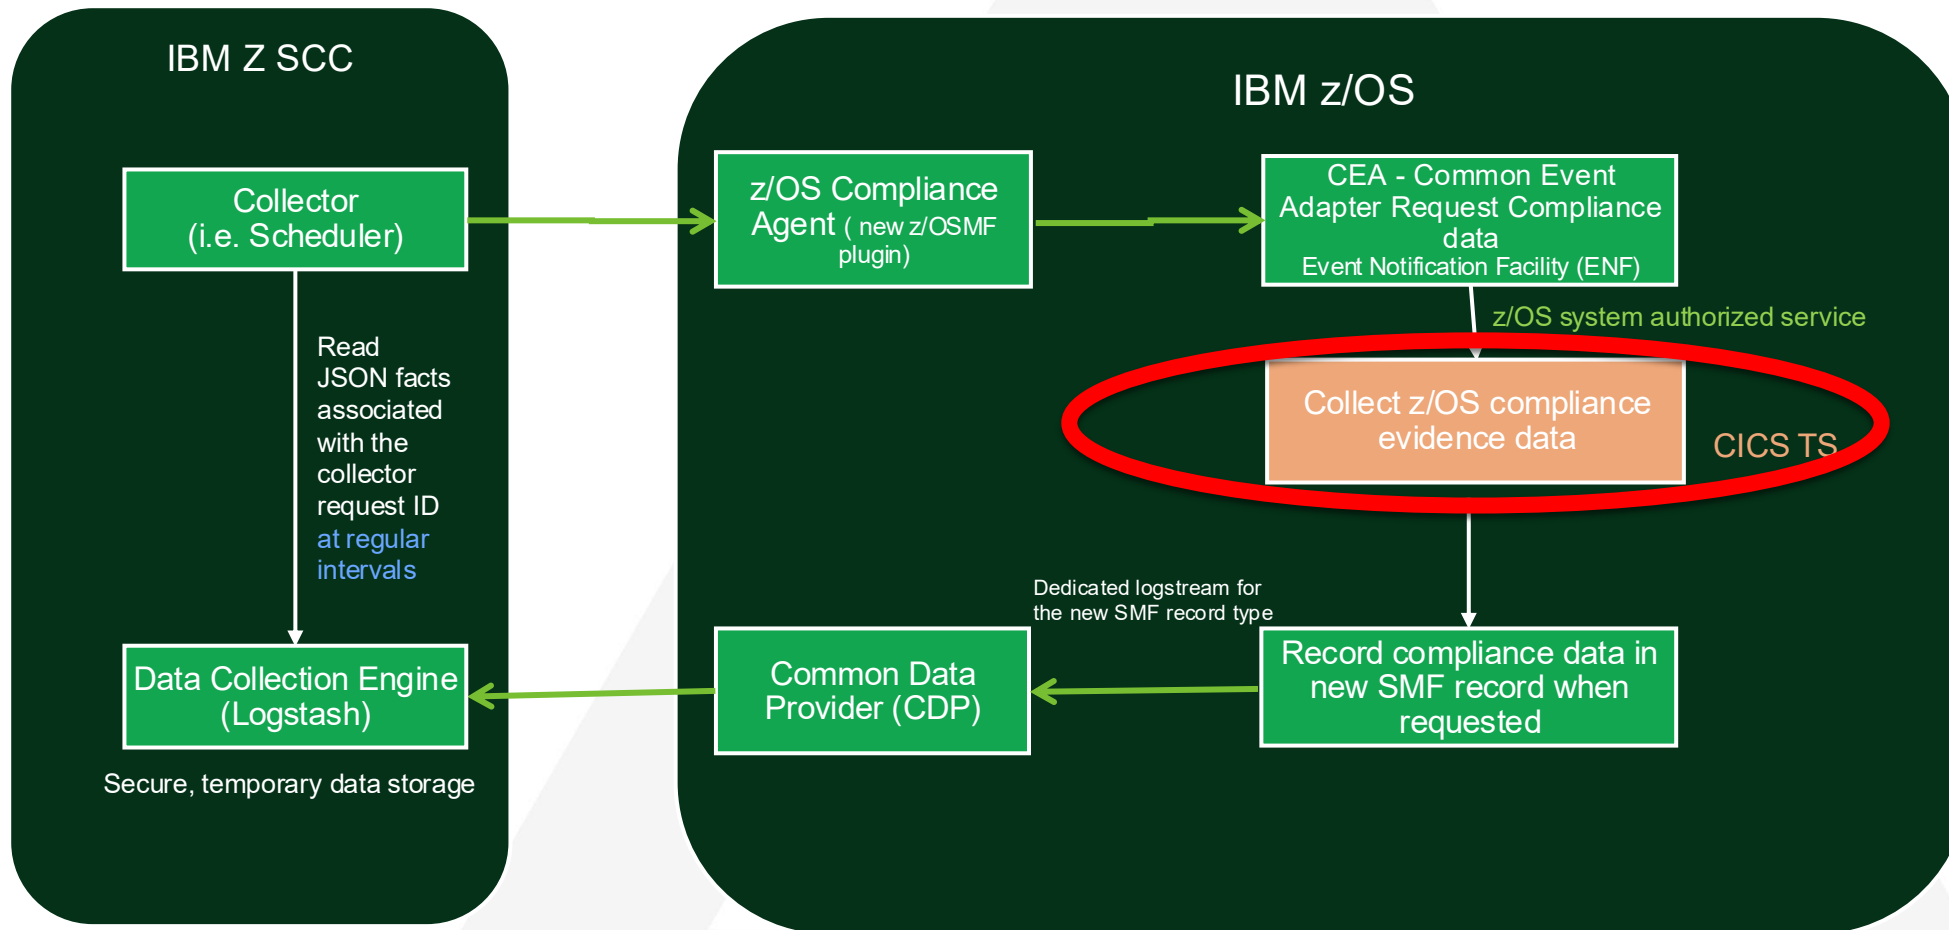 IBM Z SCC
Collector
(i.e. Scheduler)
Read
JSON facts
associated
with the
collector
request ID
at regular
intervals
Data Collection Engine
(Logstash)
Secure, temporary data storage
IBM z/OS
z/OS Compliance
Agent ( new z/OSMF
plugin)
CEA - Common Event
Adapter Request Compliance
data
Event Notification Facility (ENF)
z/OS system authorized service
Collect z/OS compliance
evidence data
CICS TS
Dedicated logstream for
the new SMF record type
Common Data
Provider (CDP)
Record compliance data in
new SMF record when
requested